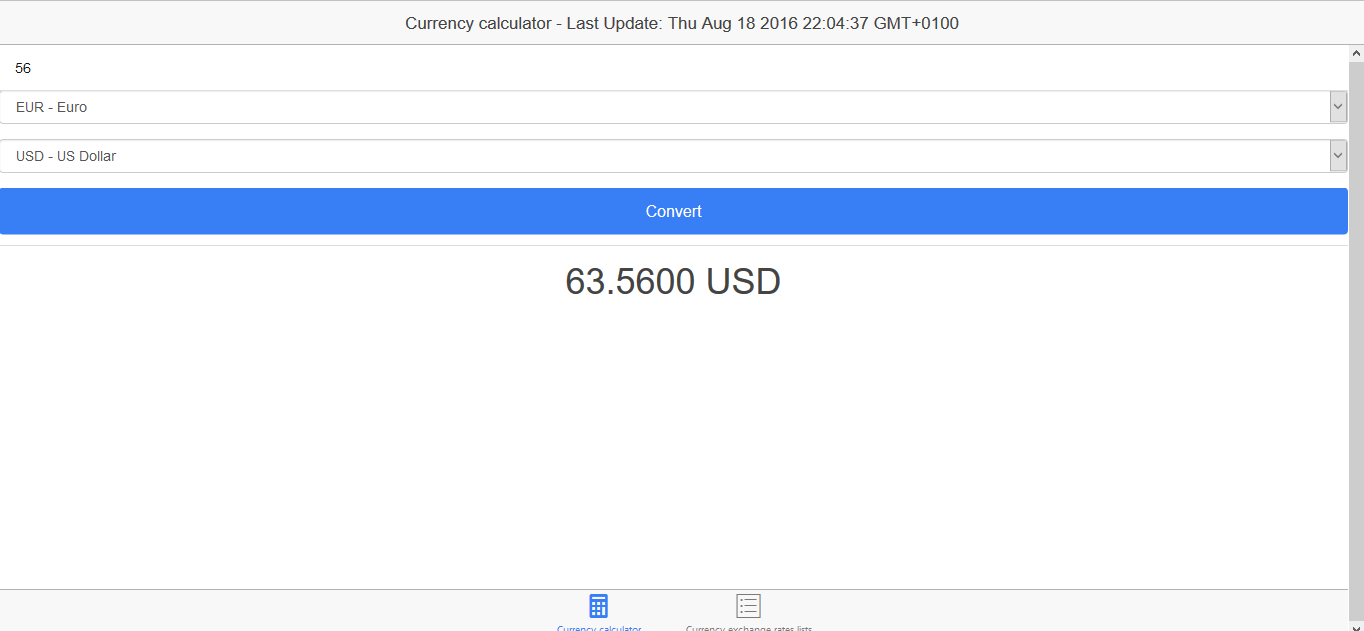 Currency calculator - Last Update: Thu Aug 18 2016 22:04:37 GMT+0100
56
EUR - Euro
USD - US Dollar
Convert
63.5600 USD
Currency calculator
Currency exchange rates lists